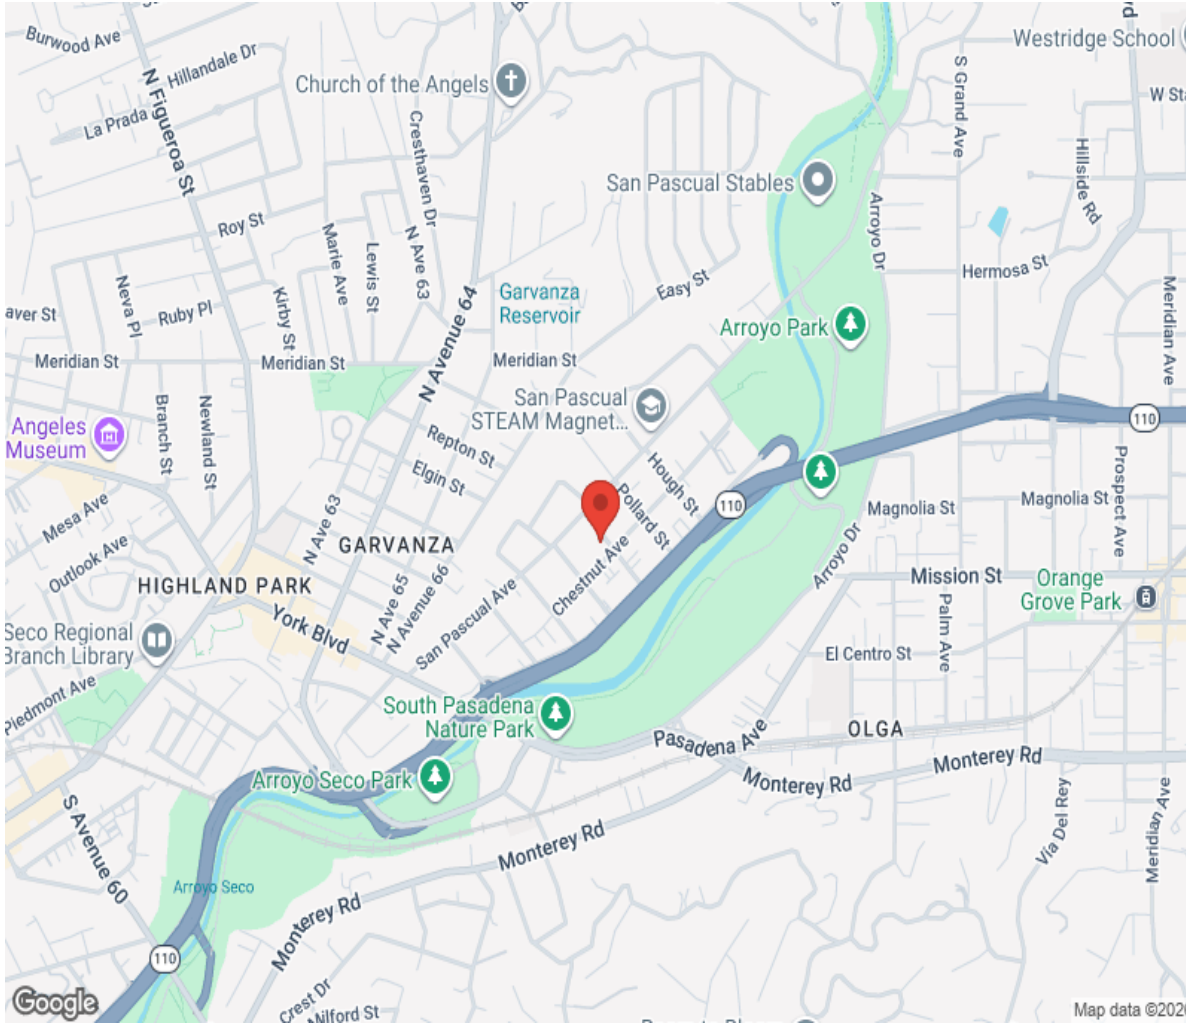 Burwood Ave
Hillandale Dr
La Prada
N Figueroa St
Church of the Angels
Cresthaven Dr
Westridge School
S Grand Ave
W Sta
Hillside Rd
San Pascual Stables
Arroyo Dr
Roy St
Marie Ave
Lewis St
N Ave 63
Hermosa St
Neva Pl
Ruby Pl
Kirby St
Easy St
Garvanza
Reservoir
N Avenue 64
aver St
Meridian Ave
Arroyo Park
Meridian St
Meridian St
Meridian St
San Pascual
STEAM Magnet...
Angeles
Museum
Branch St
Newland St
Repton St
Elgin St
110
Hough St
Pollard St
110
Prospect Ave
Magnolia St
Magnolia St
Mesa Ave
N Ave 63
Outlook Ave
GARVANZA
Chestnut Ave
Arroyo Dr
HIGHLAND PARK
Mission St
Orange
Grove Park
York Blvd
N Ave 65
N Avenue 66
San Pascual Ave
Palm Ave
Seco Regional
Branch Library
El Centro St
Piedmont Ave
South Pasadena
Nature Park
Pasadena Ave
OLGA
Monterey Rd
Monterey Rd
Arroyo Seco Park
S Avenue 60
Monterey Rd
Via Del Rey
Meridian Ave
Arroyo Seco
Monterey Rd
110
Crest Dr
Milford St
Google
Map data ©2026